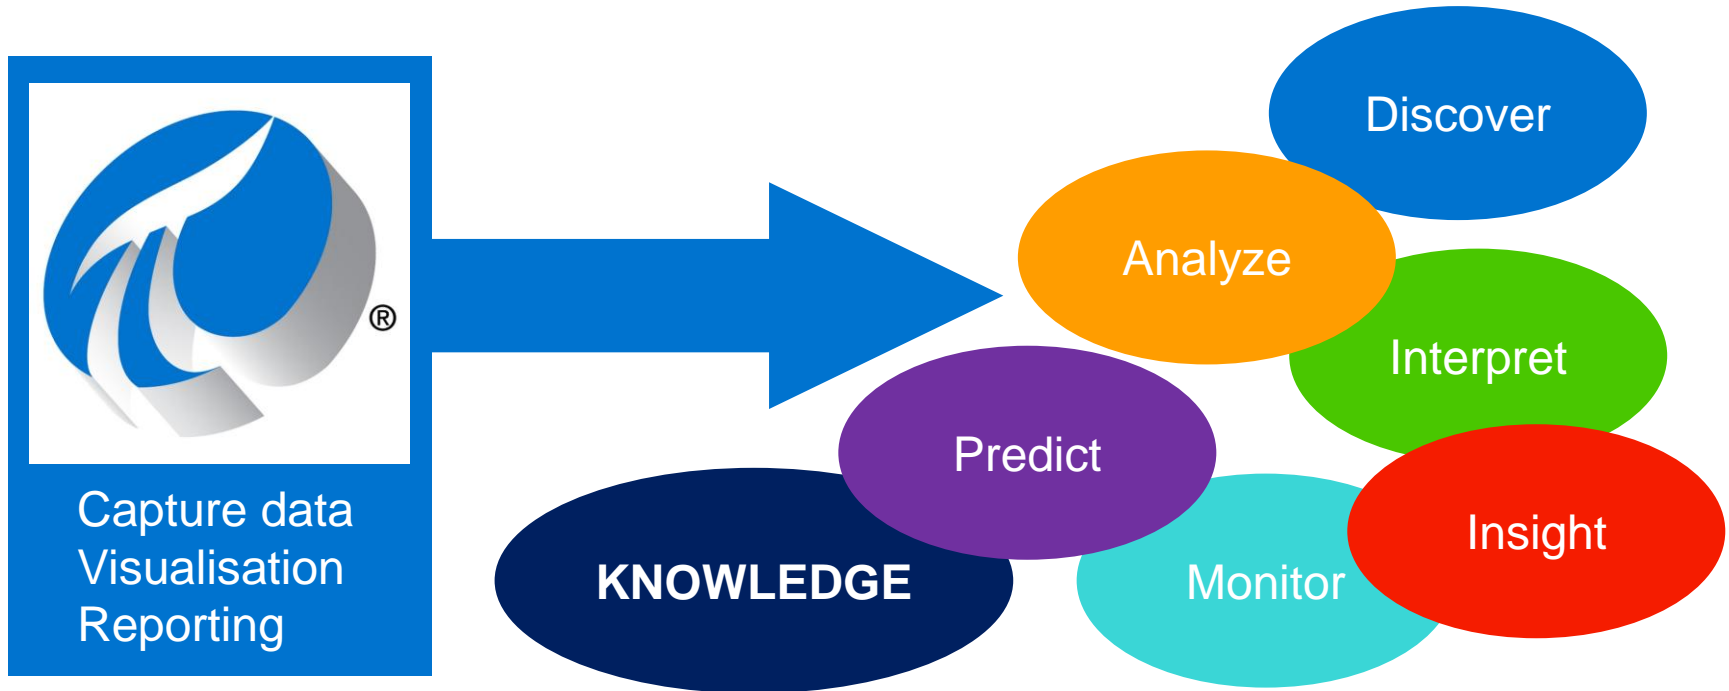 ®
Capture data
Visualisation
Reporting
Discover
Analyze
Interpret
Predict
Insight
KNOWLEDGE
Monitor